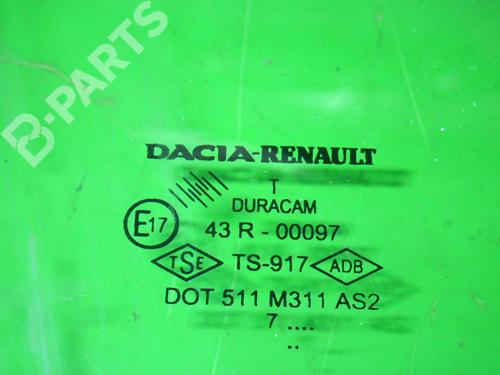 B-PARTS
DACIA-RENAULT
T
DURACAM
E17 43 R - 00097
TSE TS-917 ADB
DOT 511 M311 AS2
7 ....
..